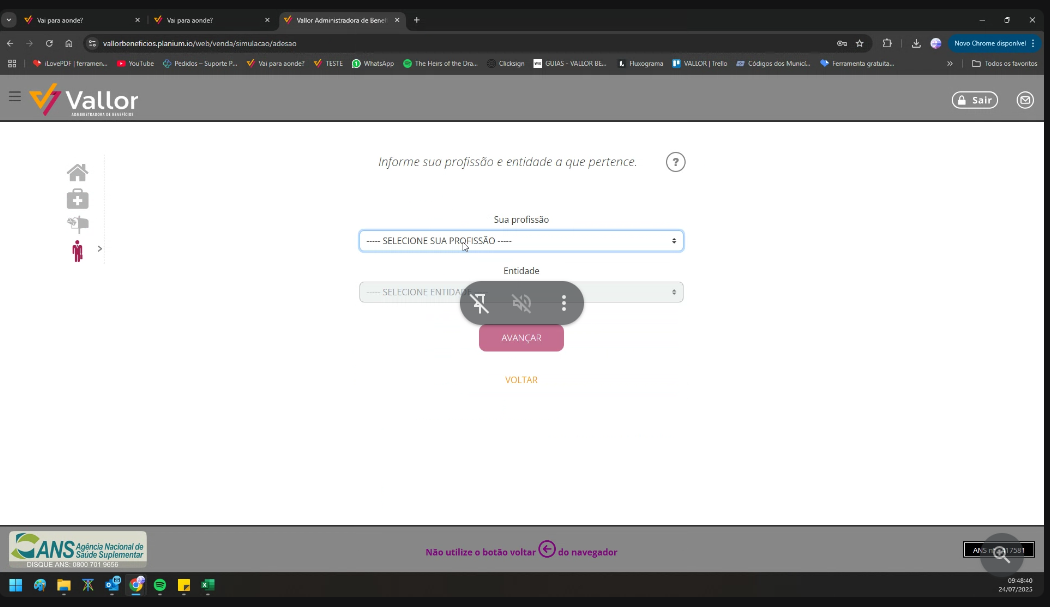 Vai para aonde?
Vai para aonde?
Vallor Administradora de Benef
vallorbeneficios.planium.io/web/venda/simulacao/adesao
Novo Chrome disponível
iLovePDF | ferramen...
YouTube
Pedidos – Suporte P...
Vai para aonde?
TESTE
WhatsApp
The Heirs of the Dra...
Clicksign
GUIAS - VALLOR BE...
Fluxograma
VALLOR | Trello
Códigos dos Municí...
Ferramenta gratuita...
»
Todos os favoritos
Vallor
ADMINISTRADORA DE BENEFÍCIOS
Sair
Informe sua profissão e entidade a que pertence.
?
Sua profissão
----- SELECIONE SUA PROFISSÃO -----
Entidade
----- SELECIONE ENTIDAD
AVANÇAR
VOLTAR
ANS Agência Nacional de
Saúde Suplementar
DISQUE ANS: 0800 701 9656
Não utilize o botão voltar
do navegador
ANS n
17581
09:48:40
24/07/2025